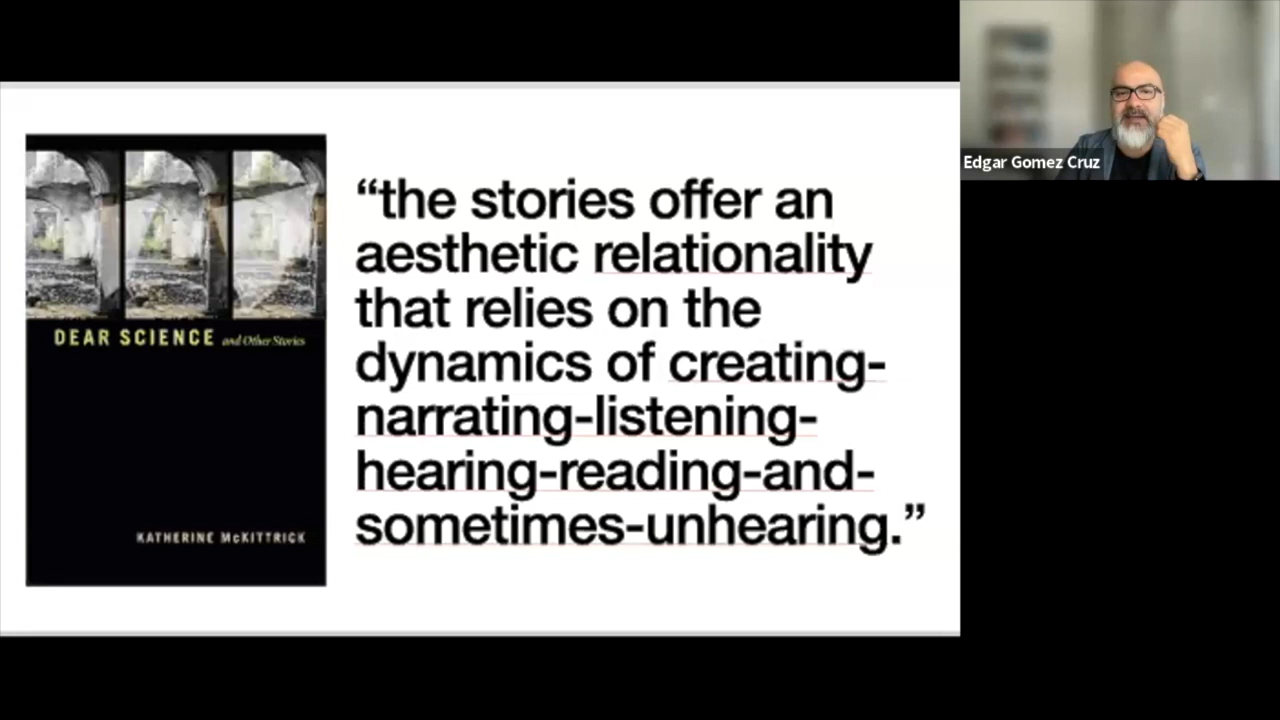 DEAR SCIENCE and Other Stories
KATHERINE McKITTRICK
“the stories offer an
aesthetic relationality
that relies on the
dynamics of creating-
narrating-listening-
hearing-reading-and-
sometimes-unhearing.”
Edgar Gomez Cruz